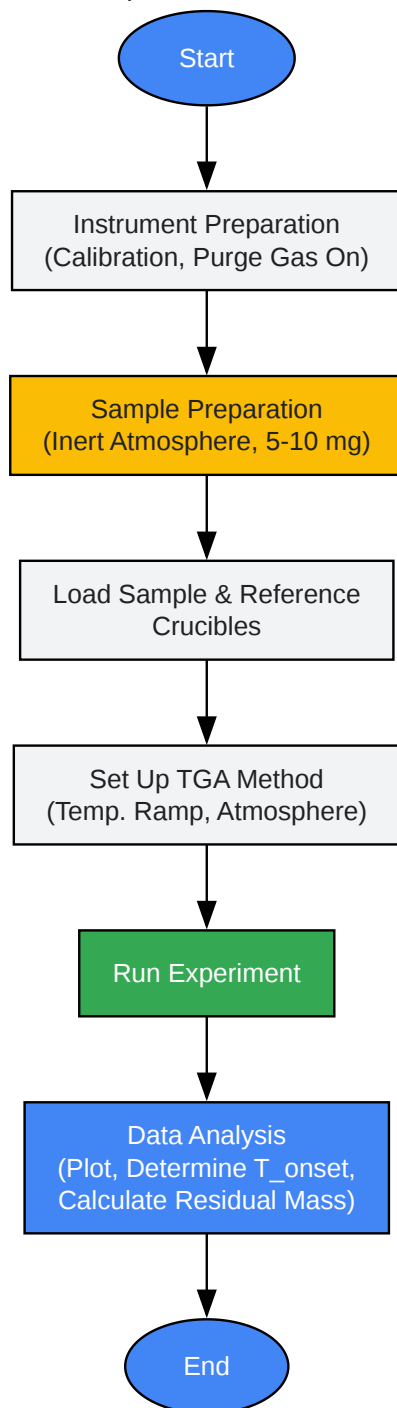 Start
Instrument Preparation
(Calibration, Purge Gas On)
Sample Preparation
(Inert Atmosphere, 5-10 mg)
Load Sample & Reference
Crucibles
Set Up TGA Method
(Temp. Ramp, Atmosphere)
Run Experiment
Data Analysis
(Plot, Determine T_onset,
Calculate Residual Mass)
End